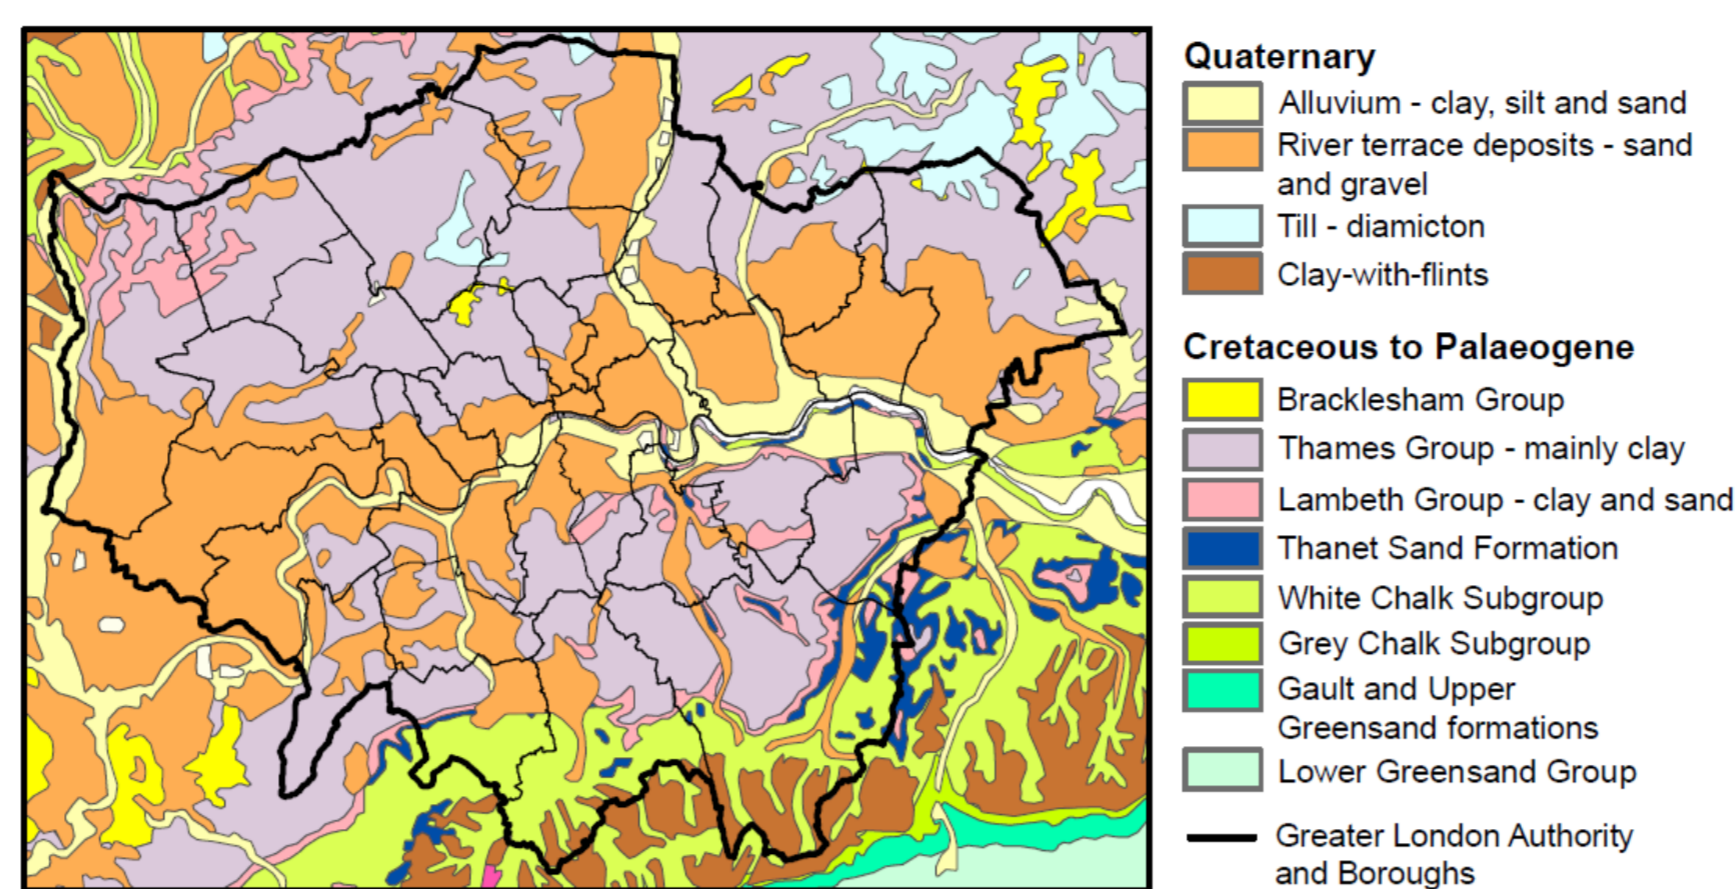 Quaternary
Alluvium - clay, silt and sand
River terrace deposits - sand
and gravel
Till - diamicton
Clay-with-flints
Cretaceous to Palaeogene
Bracklesham Group
Thames Group - mainly clay
Lambeth Group - clay and sand
Thanet Sand Formation
White Chalk Subgroup
Grey Chalk Subgroup
Gault and Upper
Greensand formations
Lower Greensand Group
Greater London Authority
and Boroughs